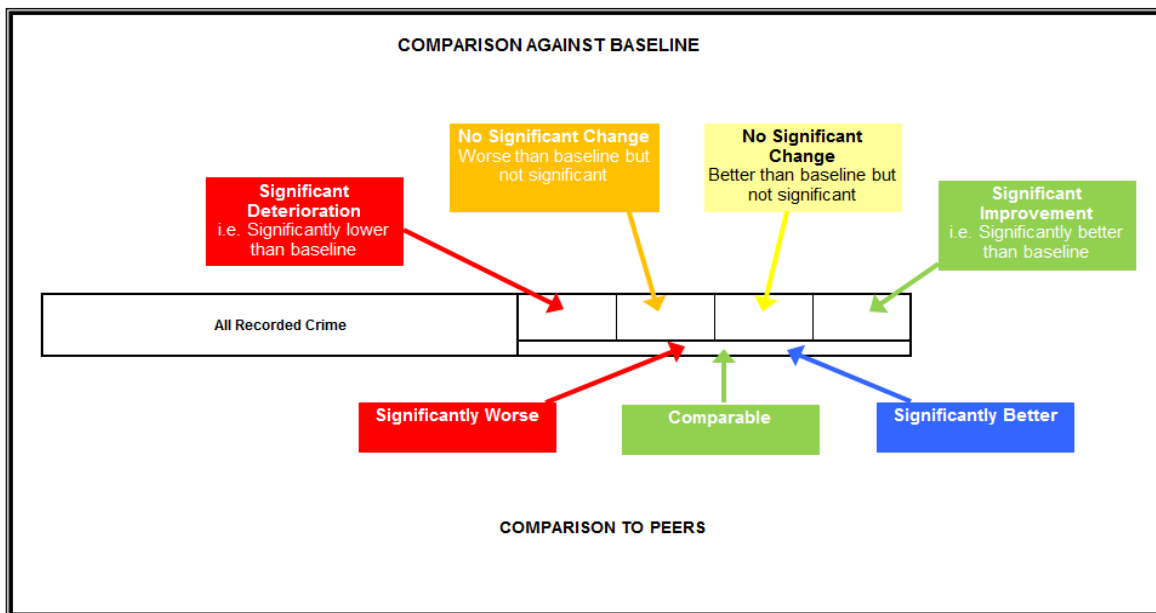 COMPARISON AGAINST BASELINE
No Significant Change
Worse than baseline but
not significant
No Significant
Change
Better than baseline but
not significant
Significant
Deterioration
i.e. Significantly lower
than baseline
Significant
Improvement
i.e. Significantly better
than baseline
All Recorded Crime
Significantly Worse
Comparable
Significantly Better
COMPARISON TO PEERS